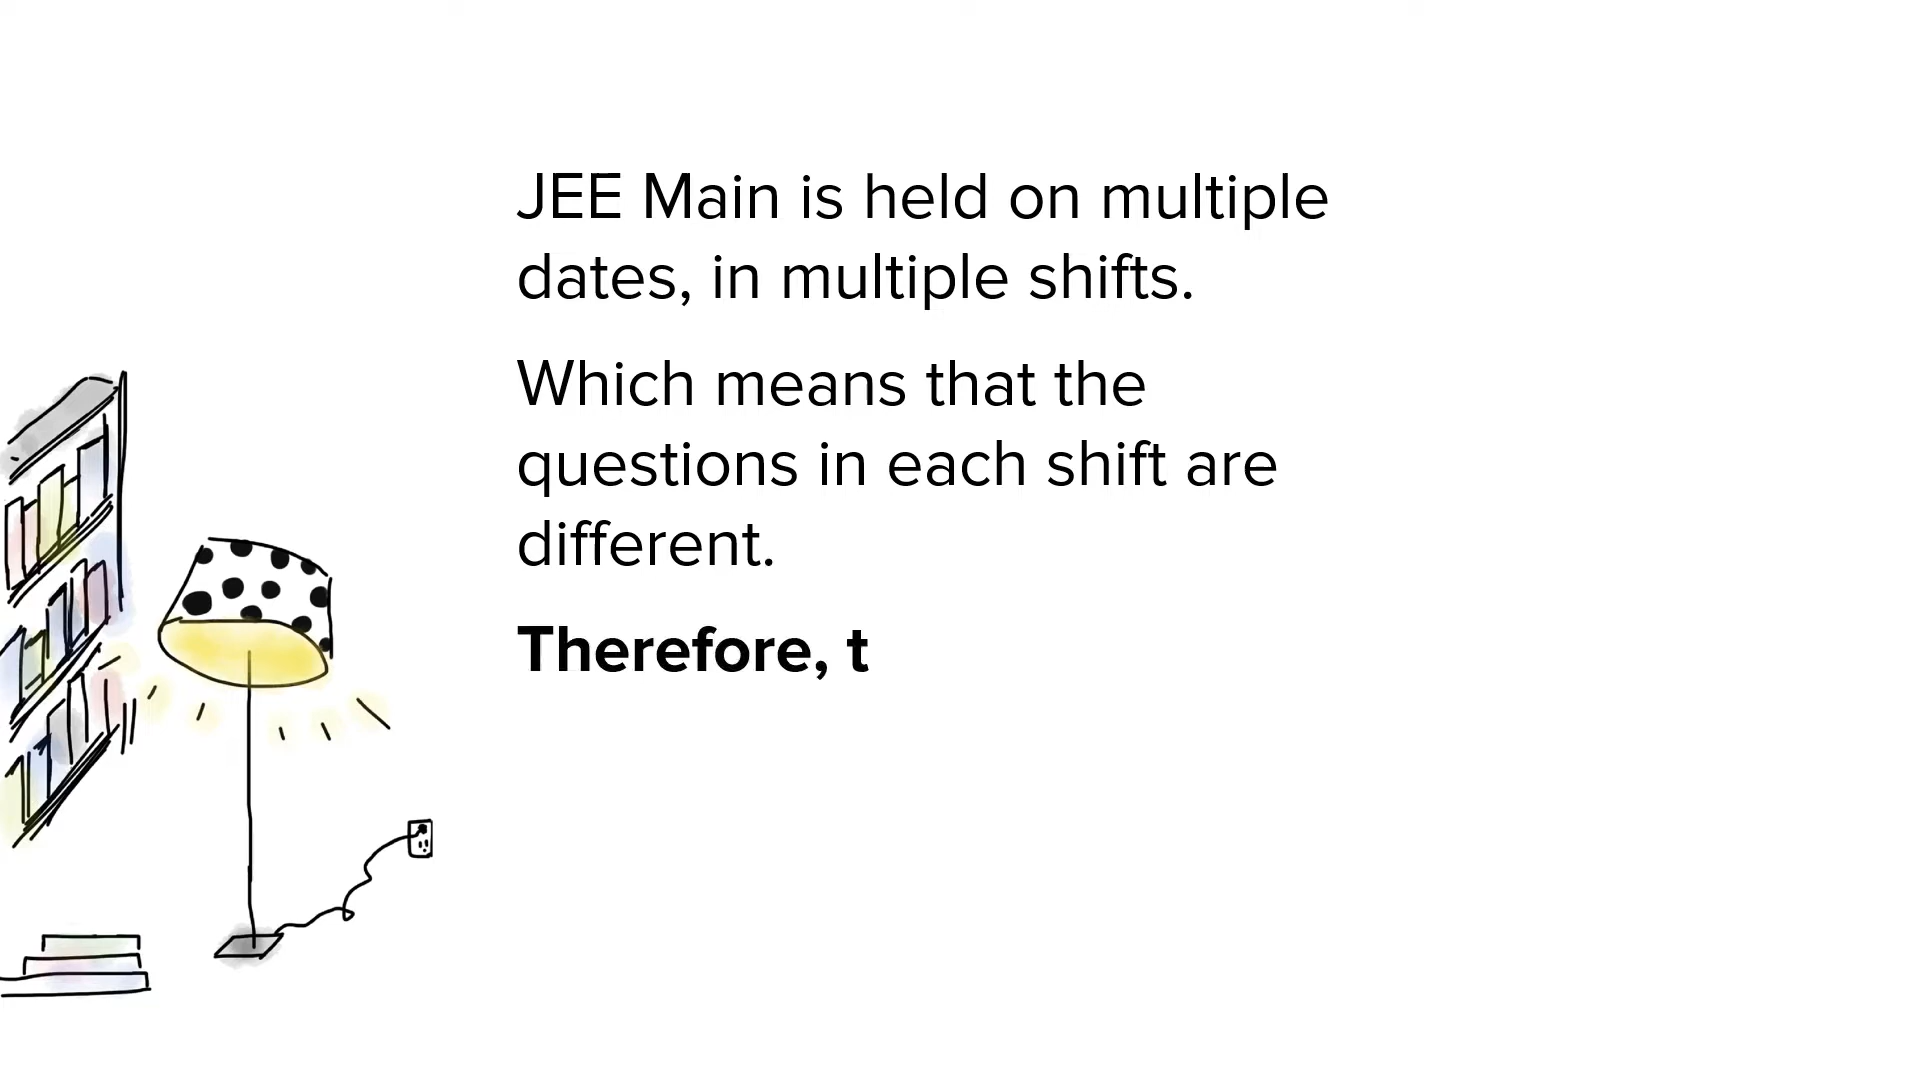 JEE Main is held on multiple
dates, in multiple shifts.
Which means that the
questions in each shift are
different.
Therefore, t